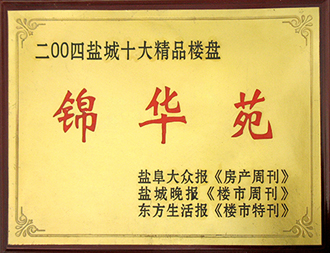 二OO四盐城十大精品楼盘
锦华苑
盐阜大众报《房产周刊》
盐城晚报《楼市周刊》
东方生活报《楼市特刊》